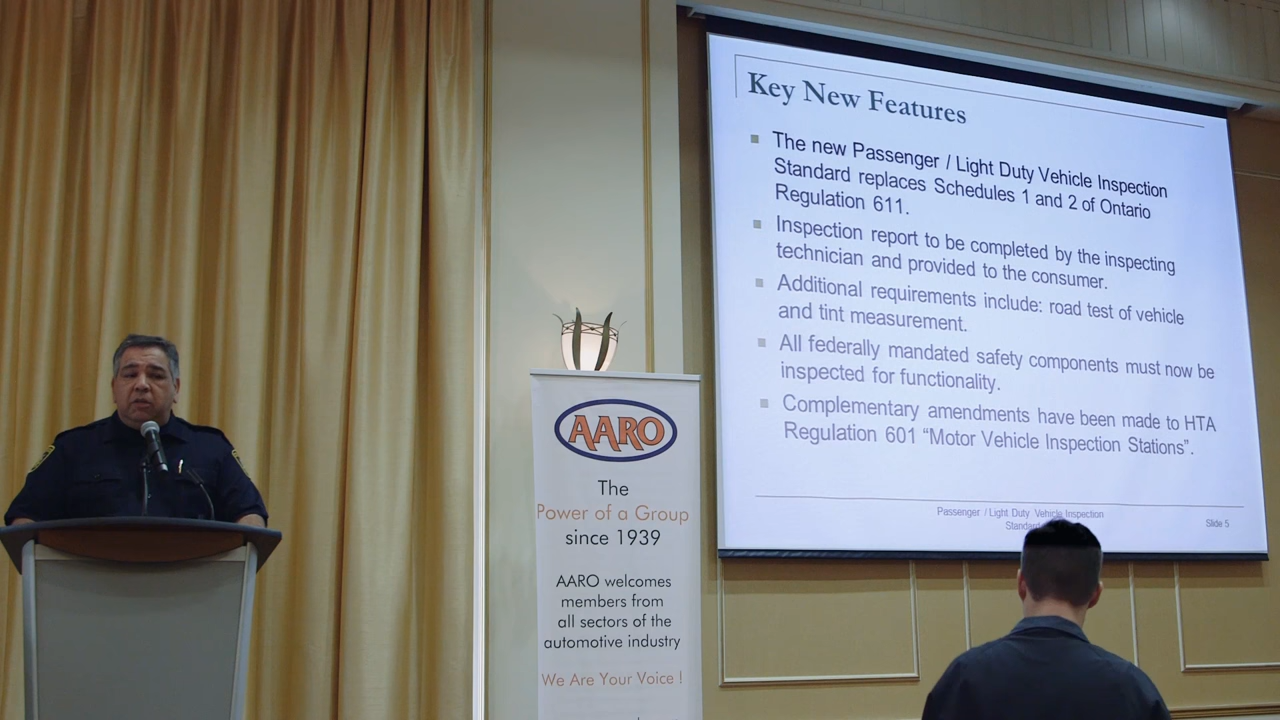 AARO
The
Power of a Group
since 1939
AARO welcomes
members from
all sectors of the
automotive industry
We Are Your Voice !
Key New Features
The new Passenger / Light Duty Vehicle Inspection
Standard replaces Schedules 1 and 2 of Ontario
Regulation 611.
Inspection report to be completed by the inspecting
technician and provided to the consumer.
Additional requirements include: road test of vehicle
and tint measurement.
All federally mandated safety components must now be
inspected for functionality.
Complementary amendments have been made to HTA
Regulation 601 “Motor Vehicle Inspection Stations”.
Passenger / Light Duty Vehicle Inspection
Slide 5